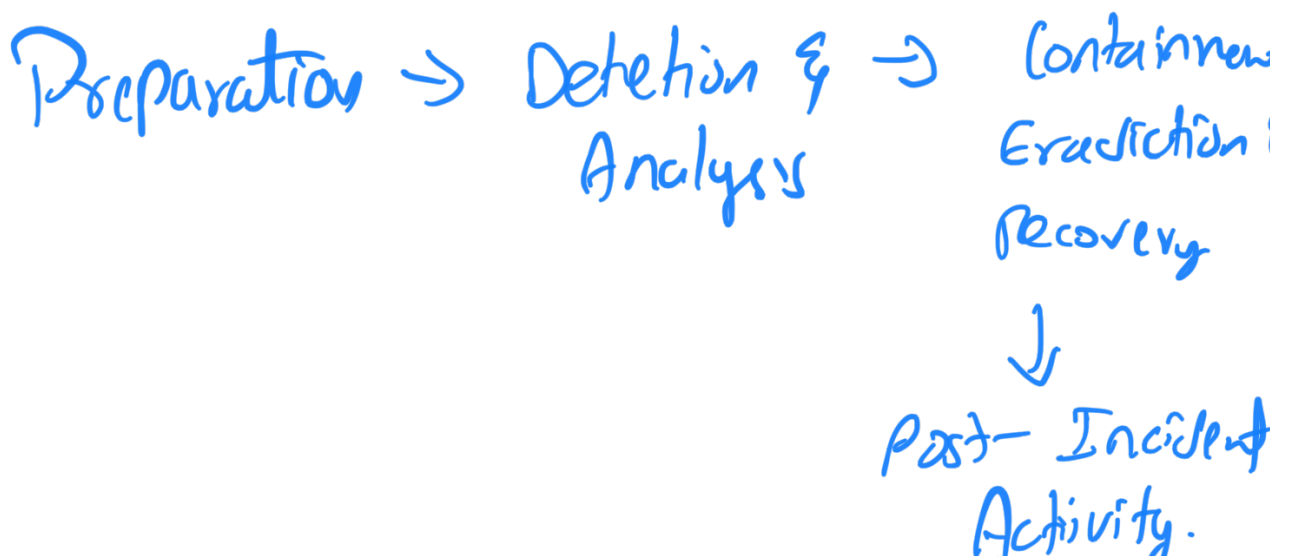 Preparation → Detetion & → Containmen
Analysis Eradiction
Recovery
↓
Post- Incident
Activity.